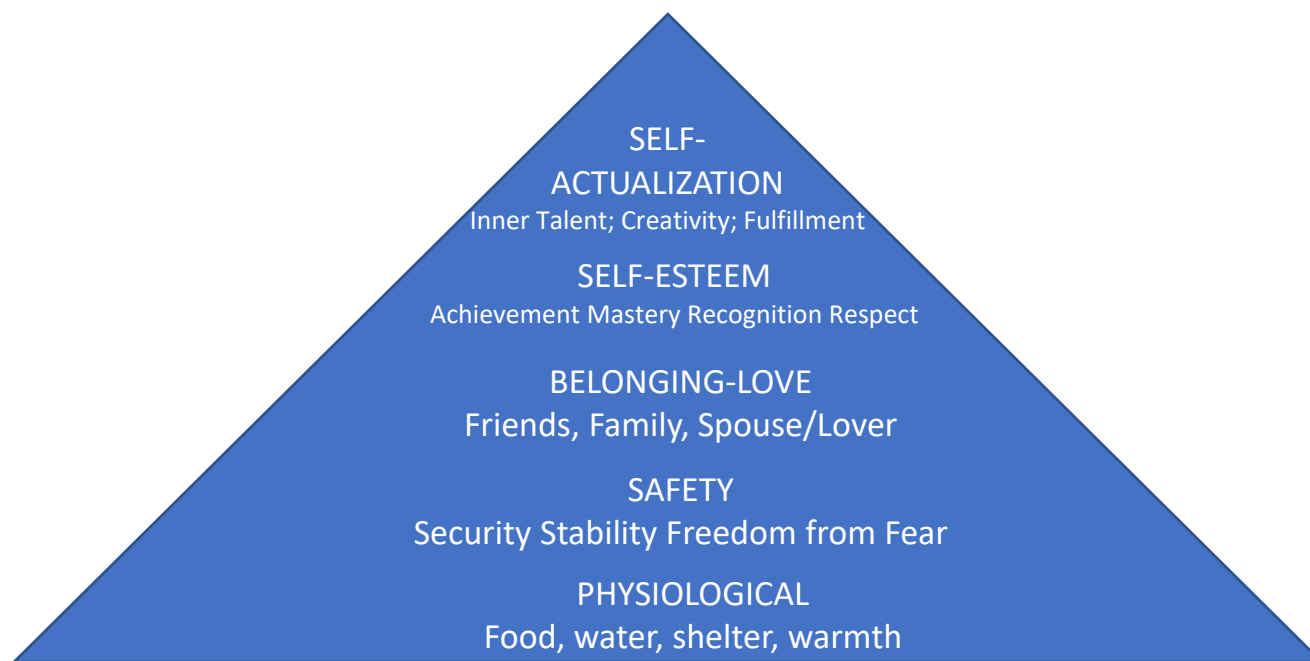 SELF-
ACTUALIZATION
Inner Talent; Creativity; Fulfillment
SELF-ESTEEM
Achievement Mastery Recognition Respect
BELONGING-LOVE
Friends, Family, Spouse/Lover
SAFETY
Security Stability Freedom from Fear
PHYSIOLOGICAL
Food, water, shelter, warmth